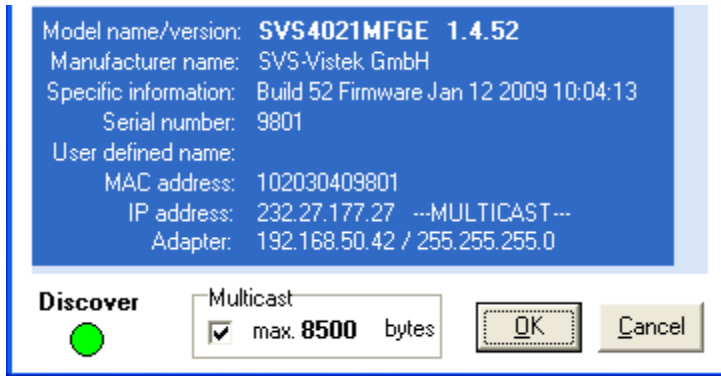 Model name/version: SVS4021MFGE 1.4.52
Manufacturer name: SVS-Vistek GmbH
Specific information: Build 52 Firmware Jan 12 2009 10:04:13
Serial number: 9801
User defined name:
MAC address: 102030409801
IP address: 232.27.177.27 ---MULTICAST---
Adapter: 192.168.50.42 / 255.255.255.0
Discover
Multicast
max. 8500 bytes
OK
Cancel